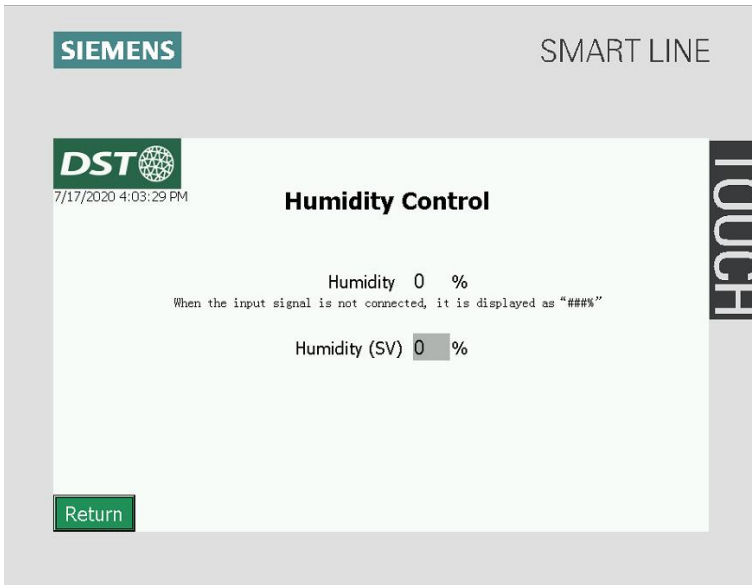 SIEMENS
SMART LINE
TOUCH
DST
7/17/2020 4:03:29 PM
Humidity Control
Humidity 0 %
When the input signal is not connected, it is displayed as “###%”
Humidity (SV) 0 %
Return